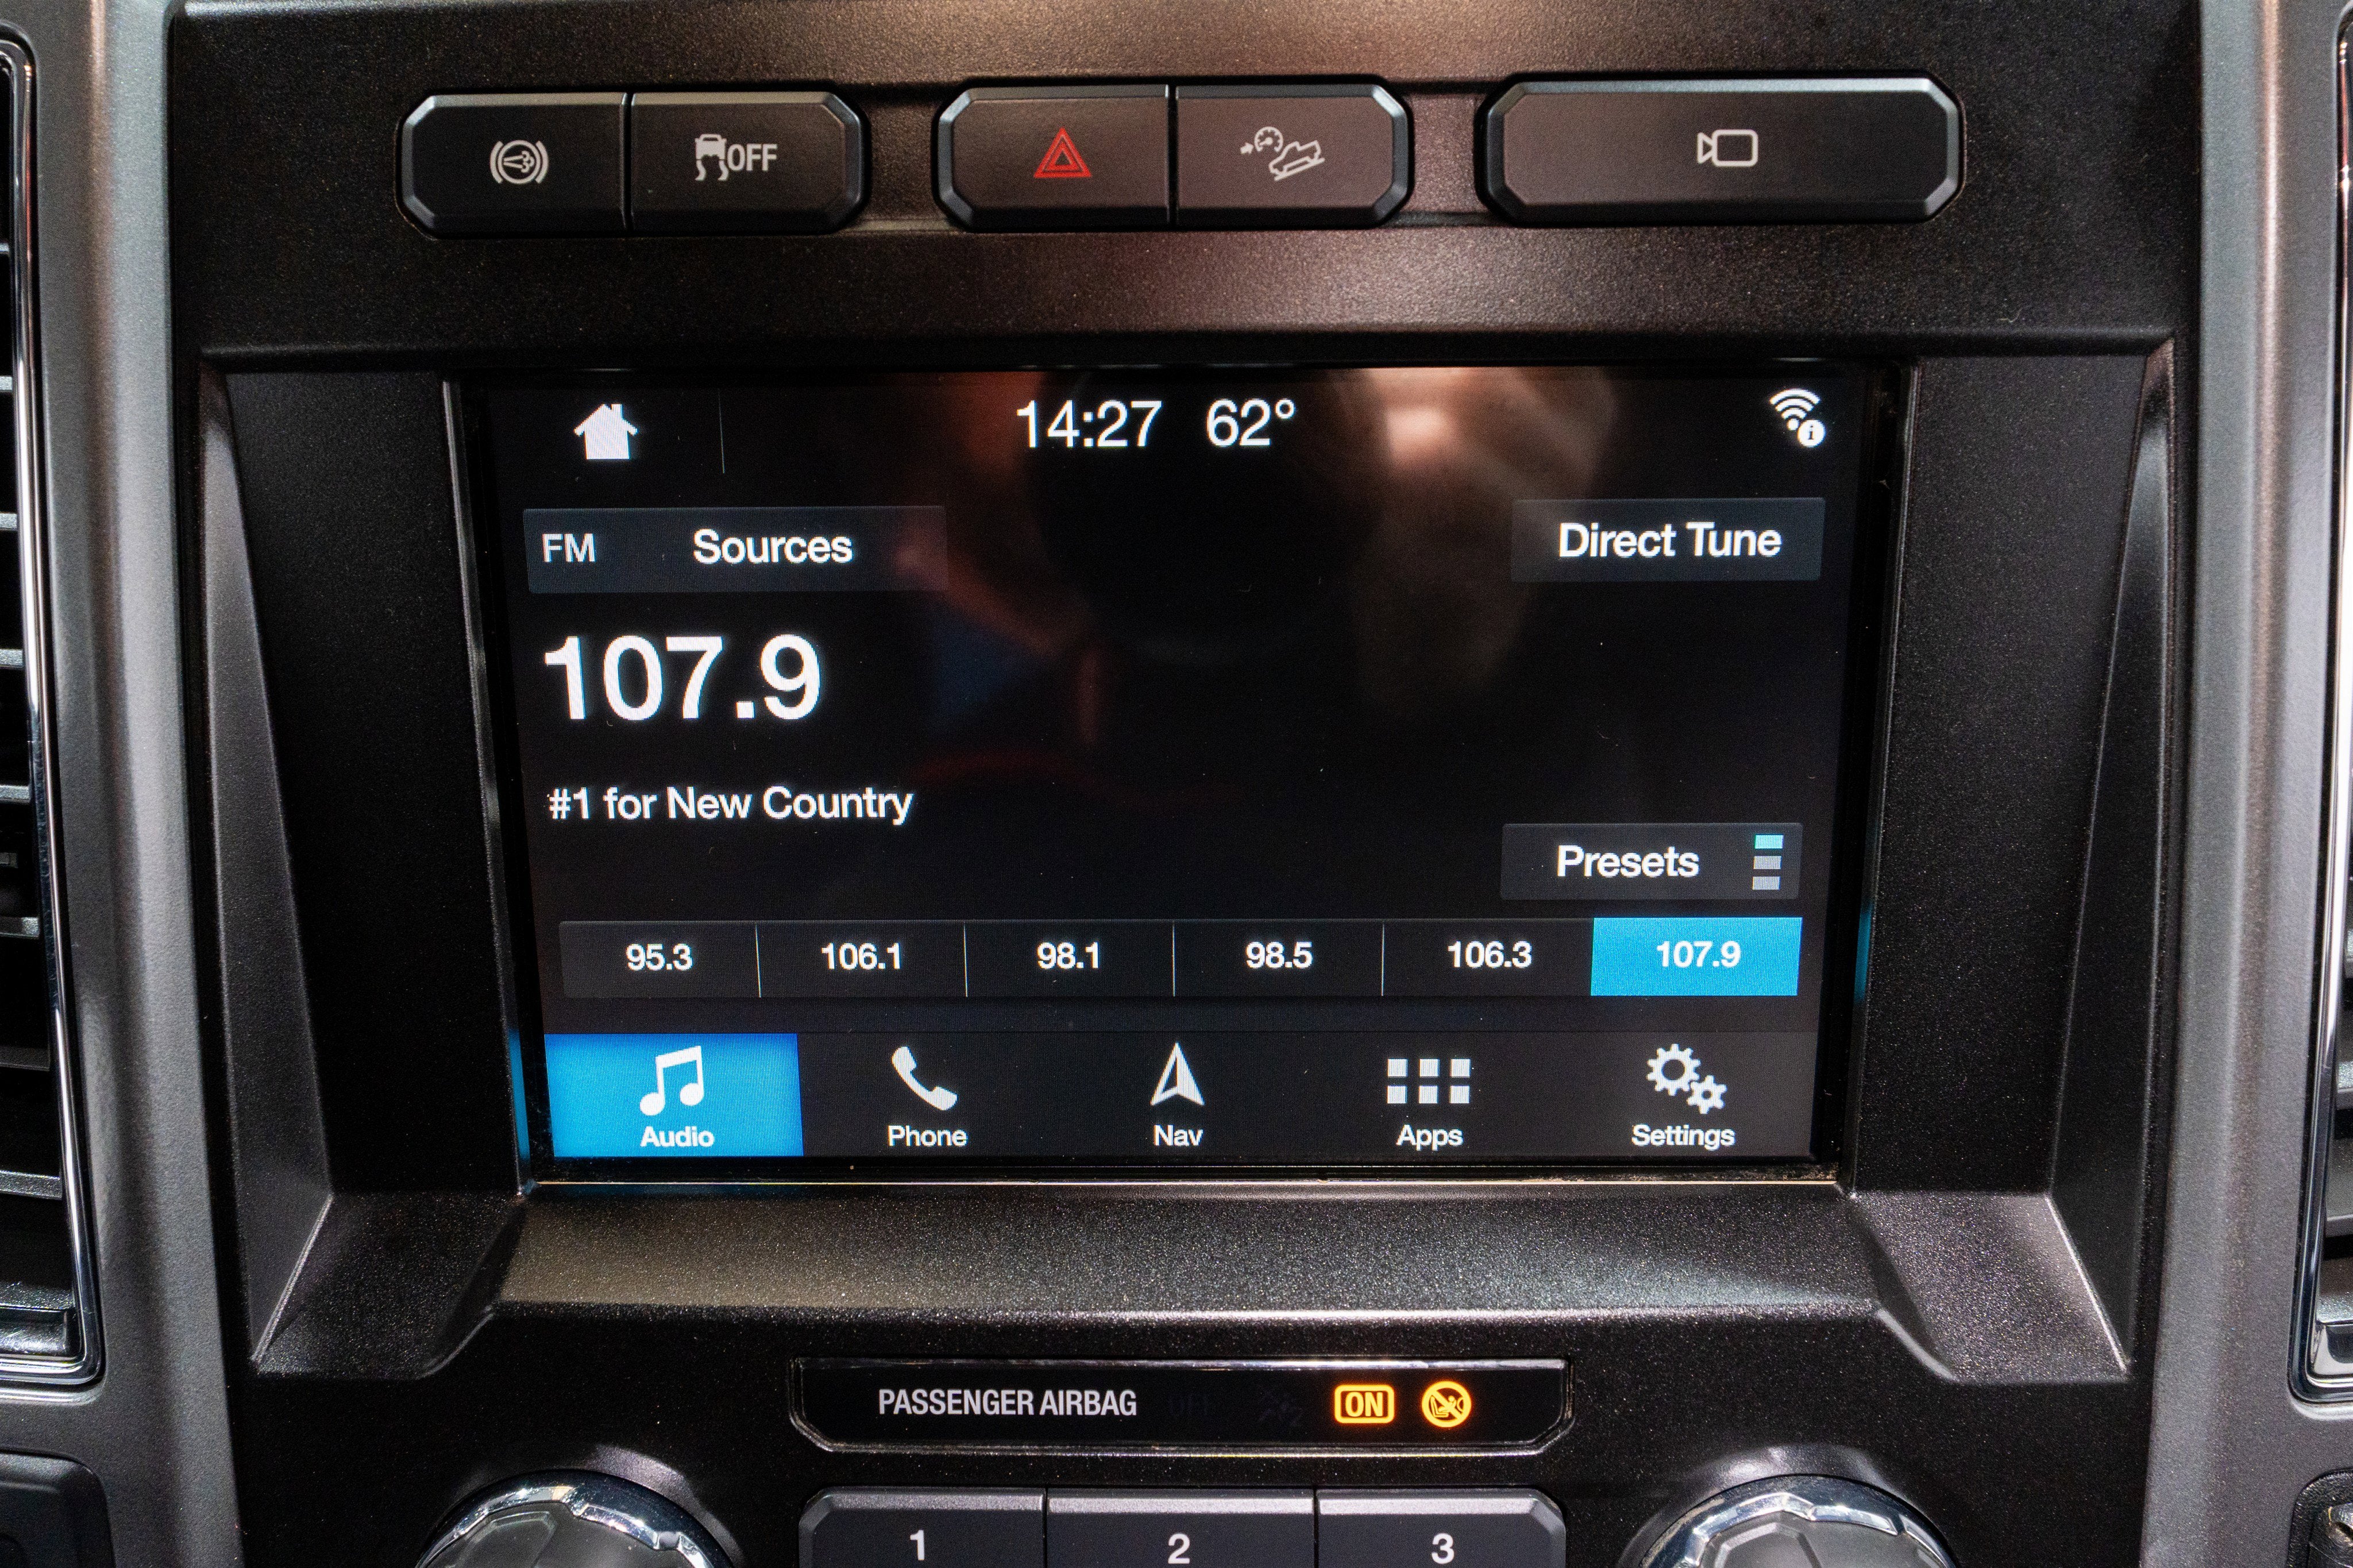 OFF
14:27 62°
FM Sources Direct Tune
107.9
#1 for New Country
Presets
95.3 106.1 98.1 98.5 106.3 107.9
Audio Phone Nav Apps Settings
PASSENGER AIRBAG OFF ON
1 2 3